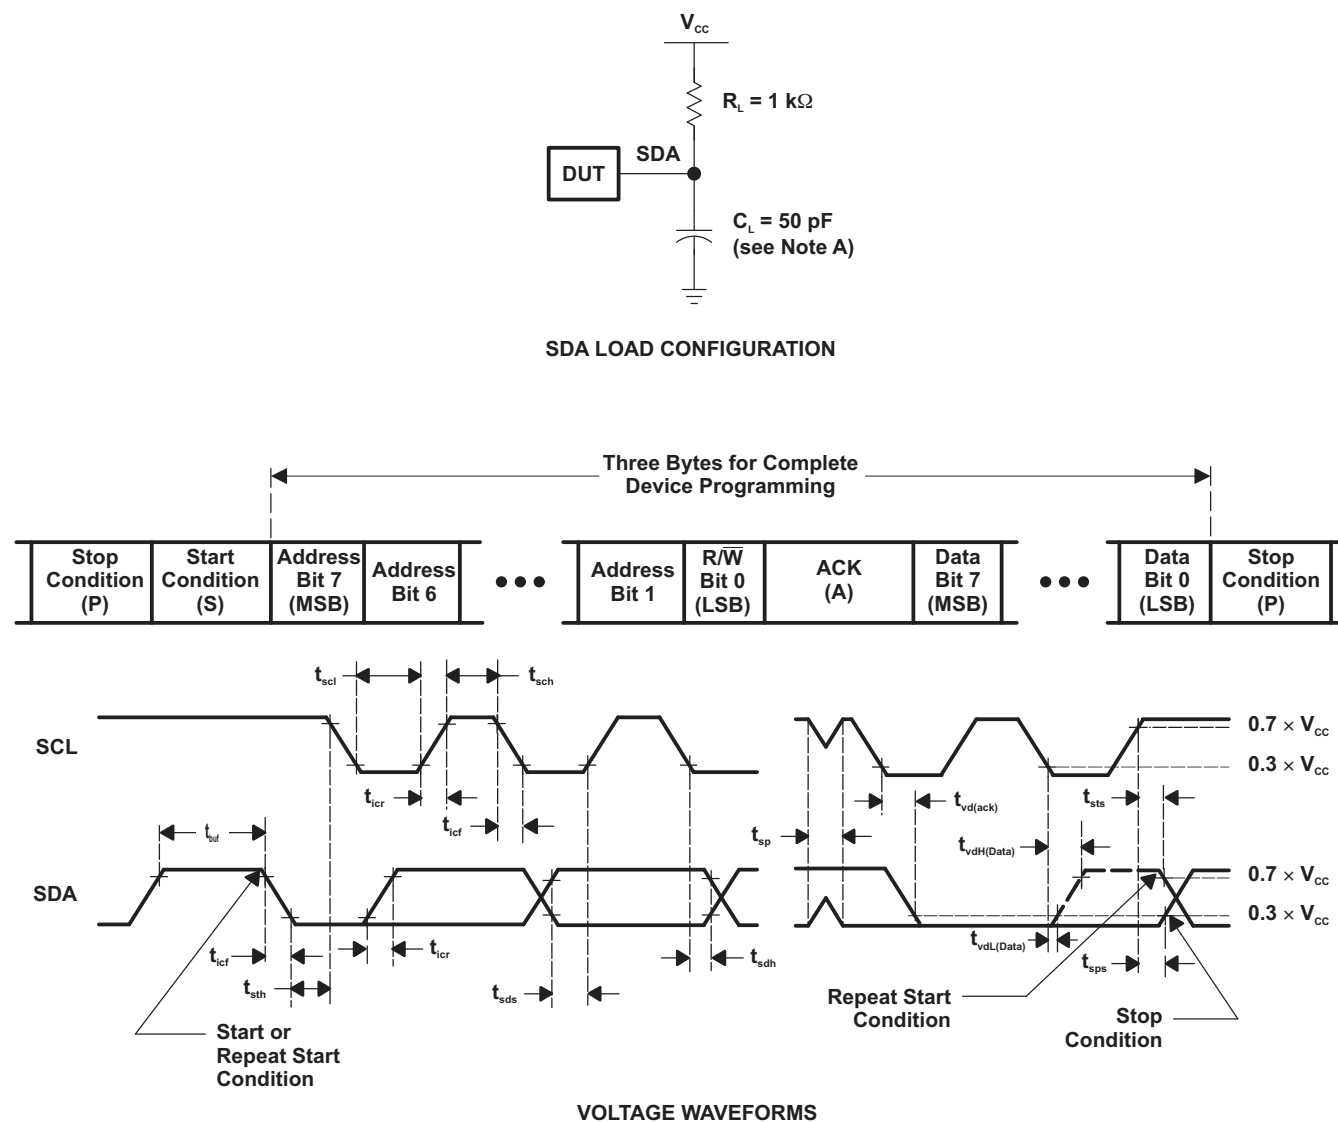 Vcc
RL = 1 kΩ
SDA
DUT
CL = 50 pF
(see Note A)
SDA LOAD CONFIGURATION
Three Bytes for Complete
Device Programming
Stop
Condition
(P)
Start
Condition
(S)
Address
Bit 7
(MSB)
Address
Bit 6
Address
Bit 1
R/W̅
Bit 0
(LSB)
ACK
(A)
Data
Bit 7
(MSB)
Data
Bit 0
(LSB)
Stop
Condition
(P)
tscl
tsch
SCL
0.7 × Vcc
0.3 × Vcc
ticr
ticf
tvd(ack)
tsts
tbuf
tsp
tvdH(Data)
SDA
0.7 × Vcc
0.3 × Vcc
ticf
ticr
tsdh
tvdL(Data)
tsth
tsds
tsps
Start or
Repeat Start
Condition
Repeat Start
Condition
Stop
Condition
VOLTAGE WAVEFORMS